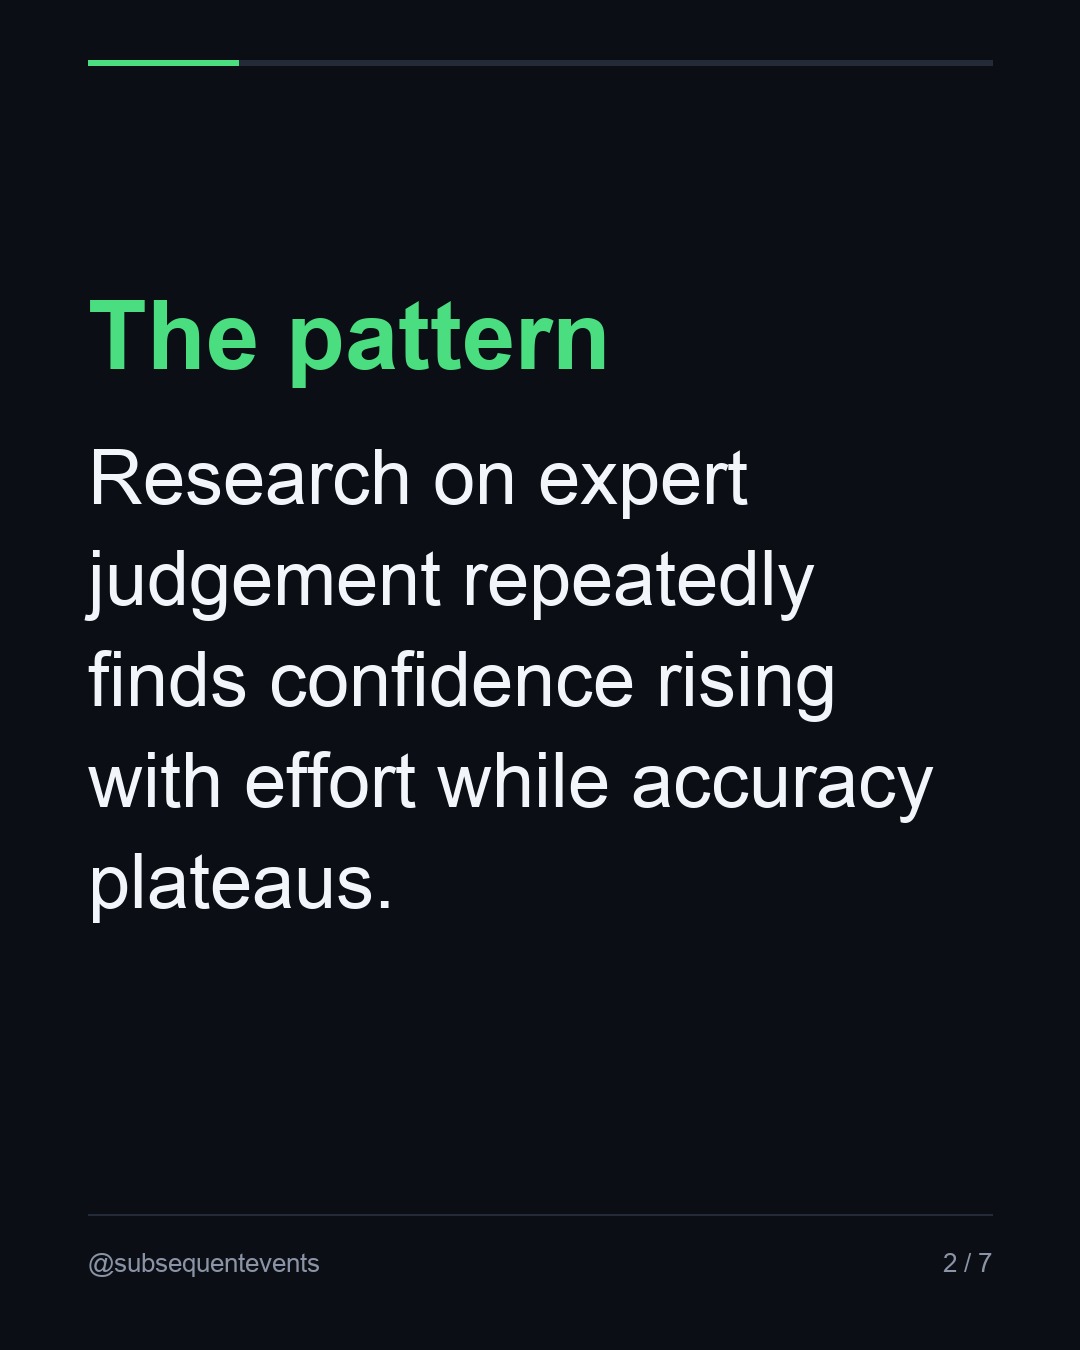 The pattern
Research on expert
judgement repeatedly
finds confidence rising
with effort while accuracy
plateaus.
@subsequentevents
2 / 7